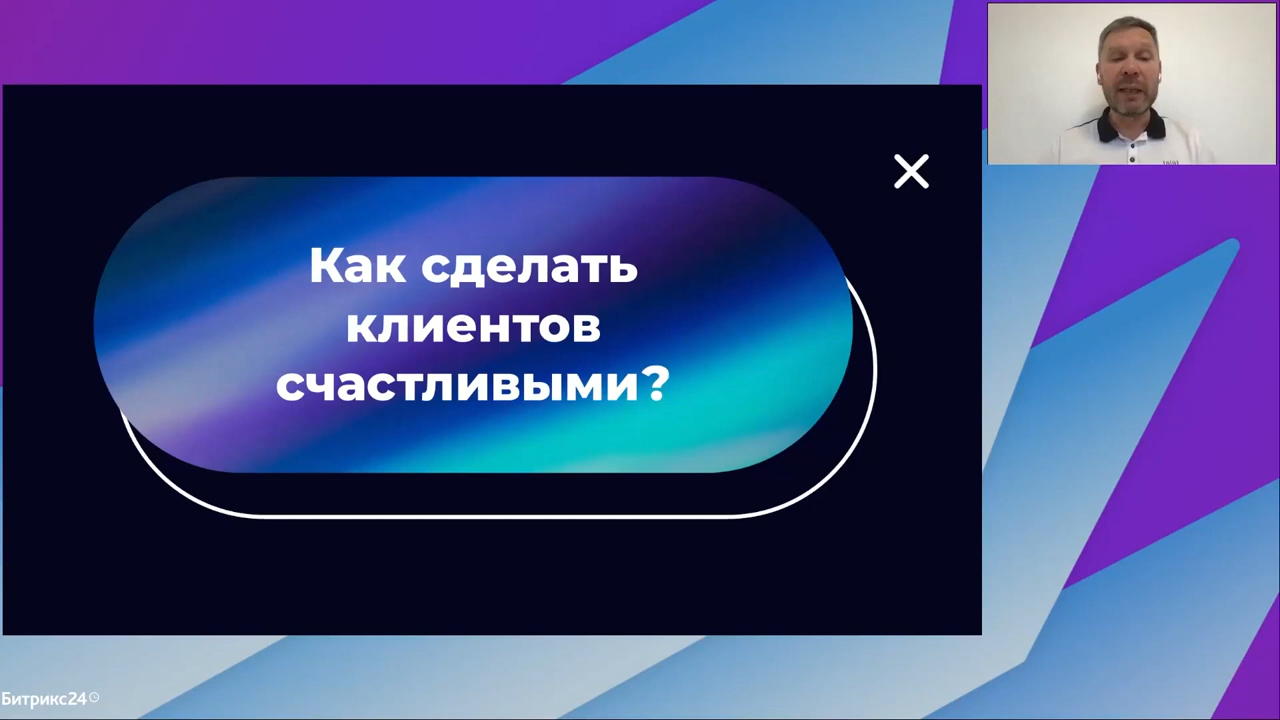 Как сделать
клиентов
счастливыми?
Битрикс24